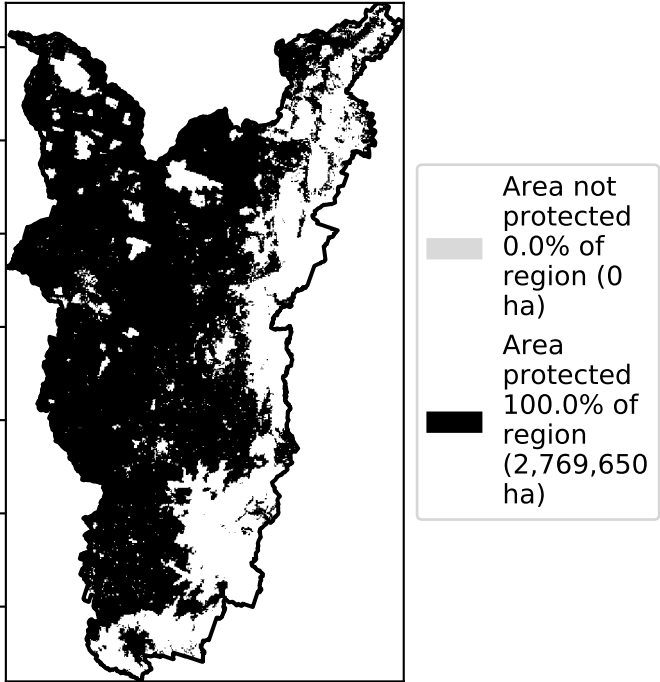 Area not
protected
0.0% of
region (0
ha)
Area
protected
100.0% of
region
(2,769,650
ha)